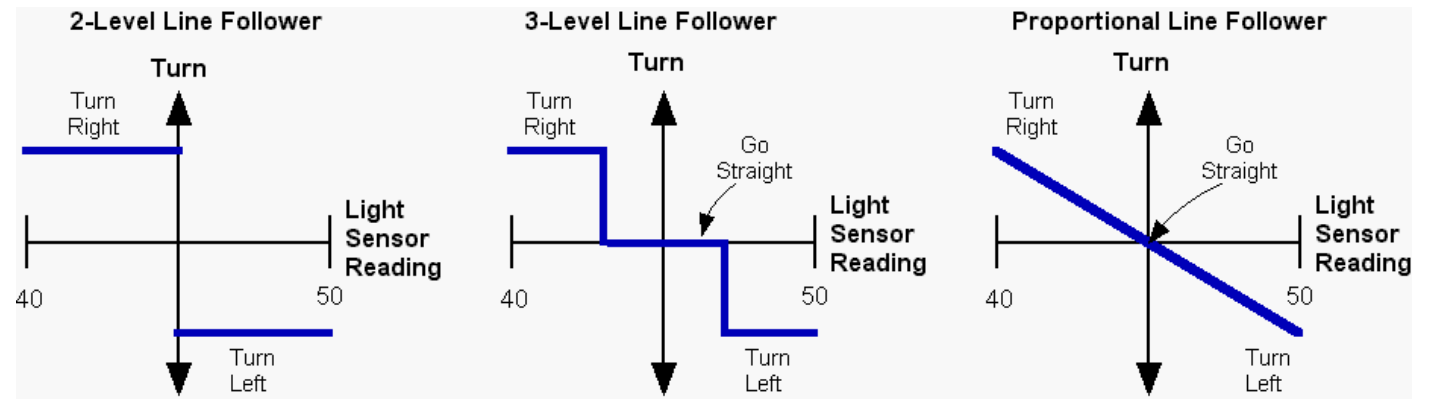 2-Level Line Follower
Turn
Turn
Right
Light
Sensor
Reading
40
50
Turn
Left
3-Level Line Follower
Turn
Turn
Right
Go
Straight
Light
Sensor
Reading
40
50
Turn
Left
Proportional Line Follower
Turn
Turn
Right
Go
Straight
Light
Sensor
Reading
40
50
Turn
Left